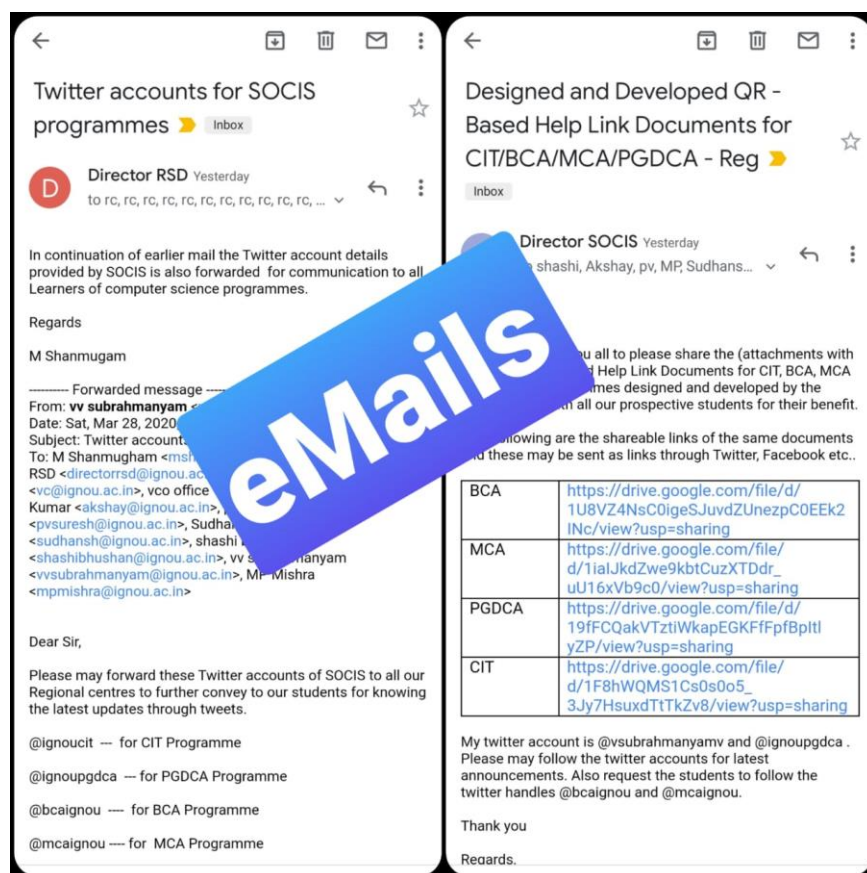 Twitter accounts for SOCIS
programmes Inbox
D
Director RSD Yesterday
to rc, rc, rc, rc, rc, rc, rc, rc, rc, rc, rc, ...
In continuation of earlier mail the Twitter account details
provided by SOCIS is also forwarded for communication to all
Learners of computer science programmes.
Regards
M Shanmugam
---------- Forwarded message
From: vv subrahmanyam
Date: Sat, Mar 28, 2020
Subject: Twitter
To: M Shanmugham
RSD <directorrsd@ignou.ac
<vc@ignou.ac.in>, vco office
Kumar <akshay@ignou.ac.in>,
<pvsuresh@ignou.ac.in>,
<sudhansh@ignou.ac.in>, shashi
<shashibhushan@ignou.ac.in>, vv
<vvsubrahmanyam@ignou.ac.in>, MP Mishra
<mpmishra@ignou.ac.in>
Dear Sir,
Please may forward these Twitter accounts of SOCIS to all our
Regional centres to further convey to our students for knowing
the latest updates through tweets.
@ignoucit --- for CIT Programme
@ignoupgdca --- for PGDCA Programme
@bcaignou ---- for BCA Programme
@mcaignou ---- for MCA Programme
eMails
Designed and Developed QR -
Based Help Link Documents for
CIT/BCA/MCA/PGDCA - Reg
Inbox
Director SOCIS Yesterday
shashi, Akshay, pv, MP, Sudhans...
all to please share the (attachments with
Help Link Documents for CIT, BCA, MCA
designed and developed by the
all our prospective students for their benefit.
following are the shareable links of the same documents
these may be sent as links through Twitter, Facebook etc..
BCA https://drive.google.com/file/d/
1U8VZ4NsC0igeSJuvdZUnezpC0EEk2
INc/view?usp=sharing
MCA https://drive.google.com/file/
d/1iaIJkdZwe9kbtCuzXTDdr_
uU16xVb9c0/view?usp=sharing
PGDCA https://drive.google.com/file/d/
19fFCQakVTztiWkapEGKFfFpfBpItl
yZP/view?usp=sharing
CIT https://drive.google.com/file/
d/1F8hWQMS1Cs0s0o5_
3Jy7HsuxdTtTkZv8/view?usp=sharing
My twitter account is @vsubrahmanyamv and @ignoupgdca .
Please may follow the twitter accounts for latest
announcements. Also request the students to follow the
twitter handles @bcaignou and @mcaignou.
Thank you
Regards.